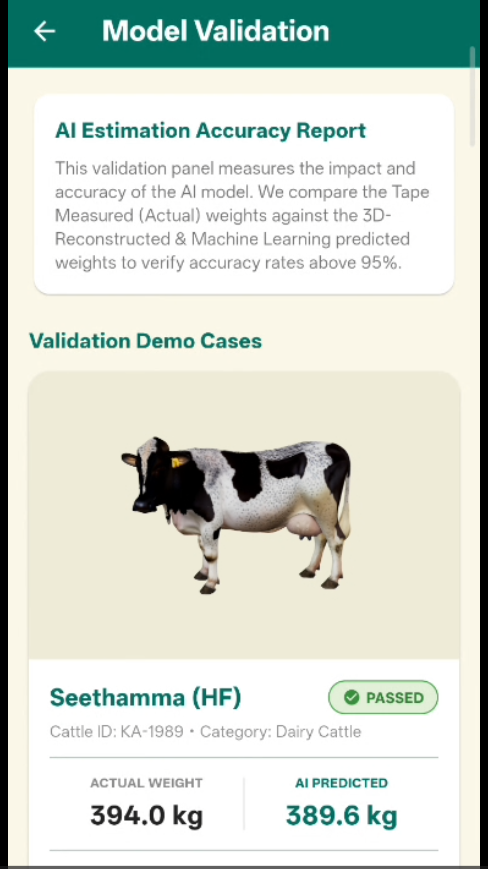 Model Validation
AI Estimation Accuracy Report
This validation panel measures the impact and
accuracy of the AI model. We compare the Tape
Measured (Actual) weights against the 3D-
Reconstructed & Machine Learning predicted
weights to verify accuracy rates above 95%.
Validation Demo Cases
Seethamma (HF)
PASSED
Cattle ID: KA-1989 • Category: Dairy Cattle
ACTUAL WEIGHT
AI PREDICTED
394.0 kg
389.6 kg